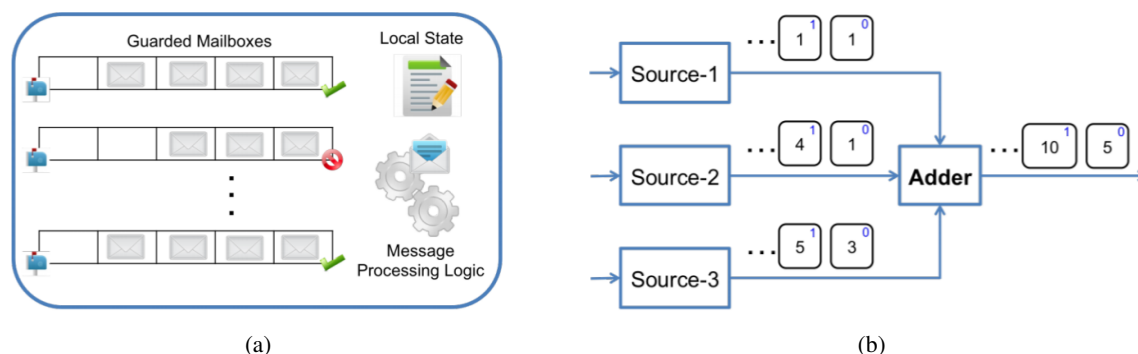 Guarded Mailboxes
Local State
Message
Processing Logic
(a)
Source-1
... 1 1 1 0
Source-2
... 4 1 1 0
Source-3
... 5 1 3 0
Adder
... 10 1 5 0
(b)